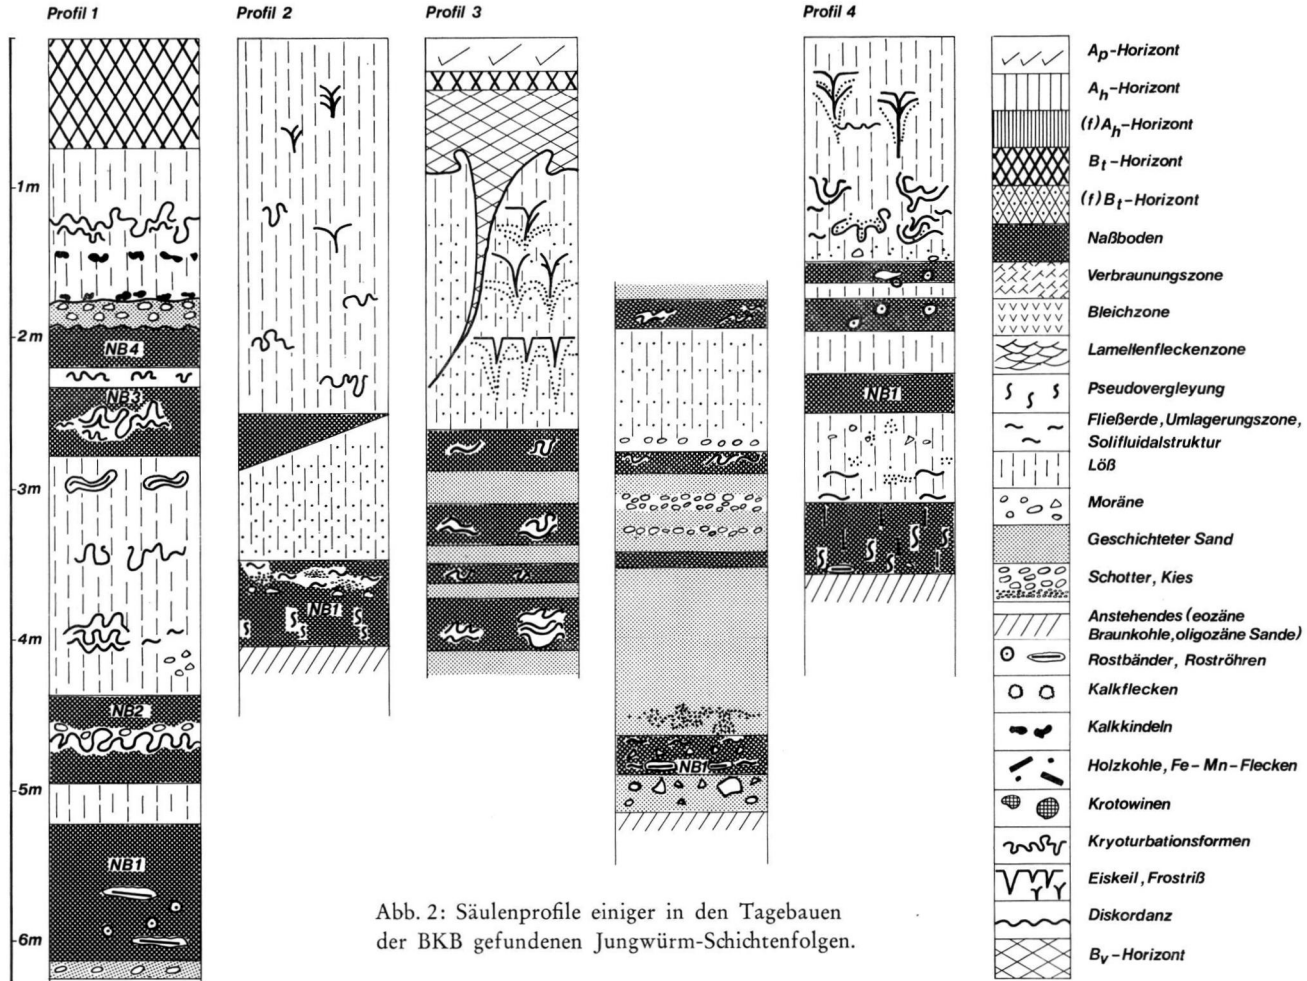 Profil 1
Profil 2
Profil 3
Profil 4
1m
2m
3m
4m
5m
6m
NB4
NB3
NB2
NB1
NB1
NB1
NB1
Ap-Horizont
Ah-Horizont
(f)Ah-Horizont
Bt-Horizont
(f)Bt-Horizont
Naßboden
Verbraunungszone
Bleichzone
Lamellenfleckenzone
Pseudovergleyung
Fließerde, Umlagerungszone,
Solifluidalstruktur
Löß
Moräne
Geschichteter Sand
Schotter, Kies
Anstehendes (eozäne
Braunkohle, oligozäne Sande)
Rostbänder, Roströhren
Kalkflecken
Kalkkindeln
Holzkohle, Fe-Mn-Flecken
Krotowinen
Kryoturbationsformen
Eiskeil, Frostriß
Diskordanz
Bv-Horizont
Abb. 2: Säulenprofile einiger in den Tagebauen
der BKB gefundenen Jungwürm-Schichtenfolgen.